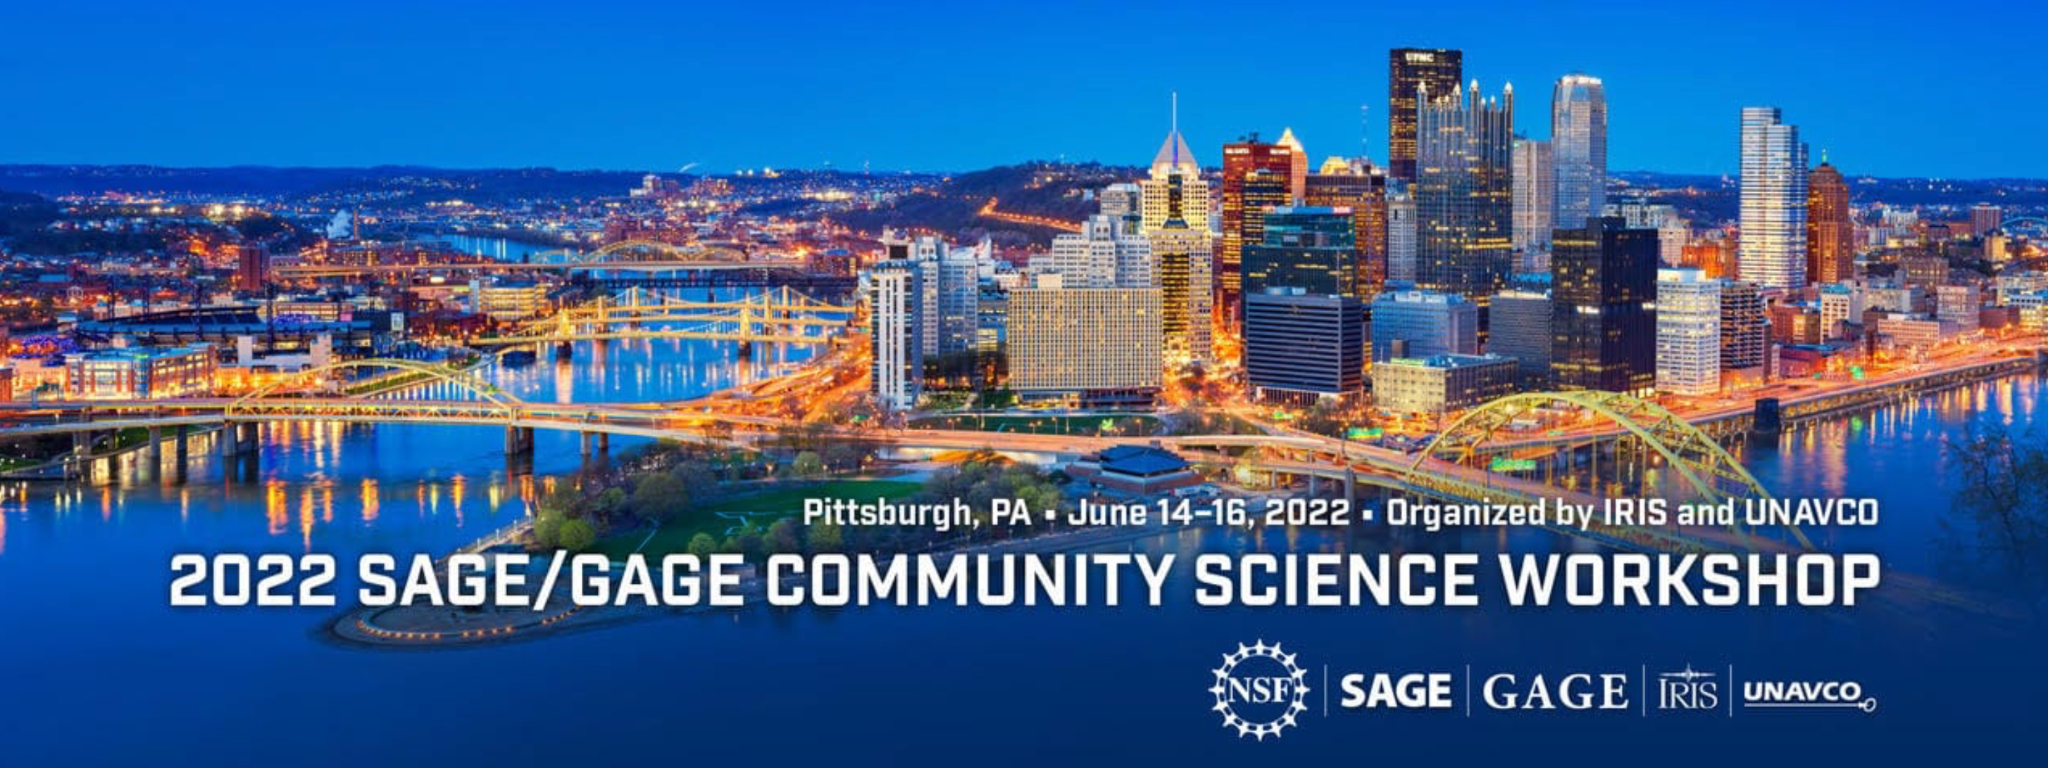 UPMC
Pittsburgh, PA ▪ June 14–16, 2022 ▪ Organized by IRIS and UNAVCO
2022 SAGE/GAGE COMMUNITY SCIENCE WORKSHOP
NSF | SAGE | GAGE | IRIS | UNAVCO